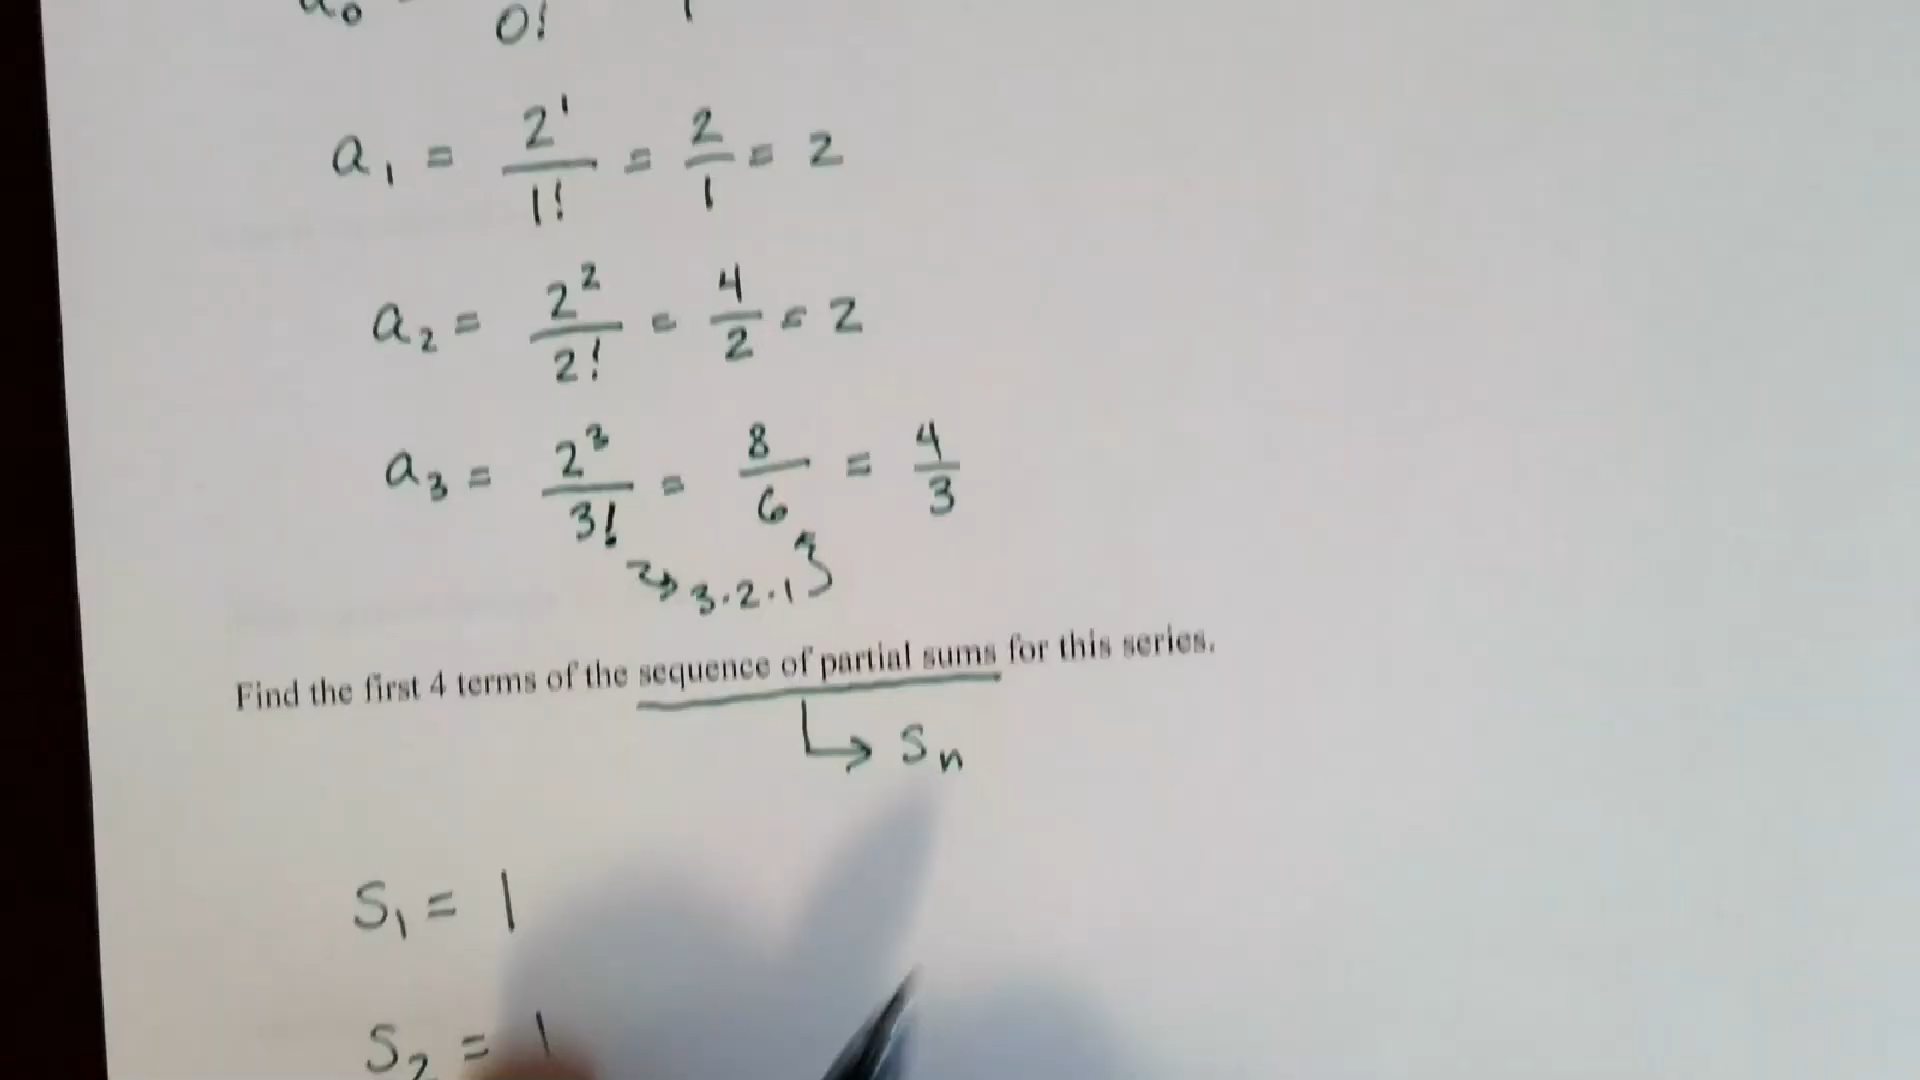 a₀ 0!
a₁ = 2¹/1! = 2/1 = 2
a₂ = 2²/2! = 4/2 = 2
a₃ = 2³/3! = 8/6 = 4/3
→ 3·2·1
Find the first 4 terms of the sequence of partial sums for this series.
↳ Sₙ
S₁ = 1
S₂ = 1